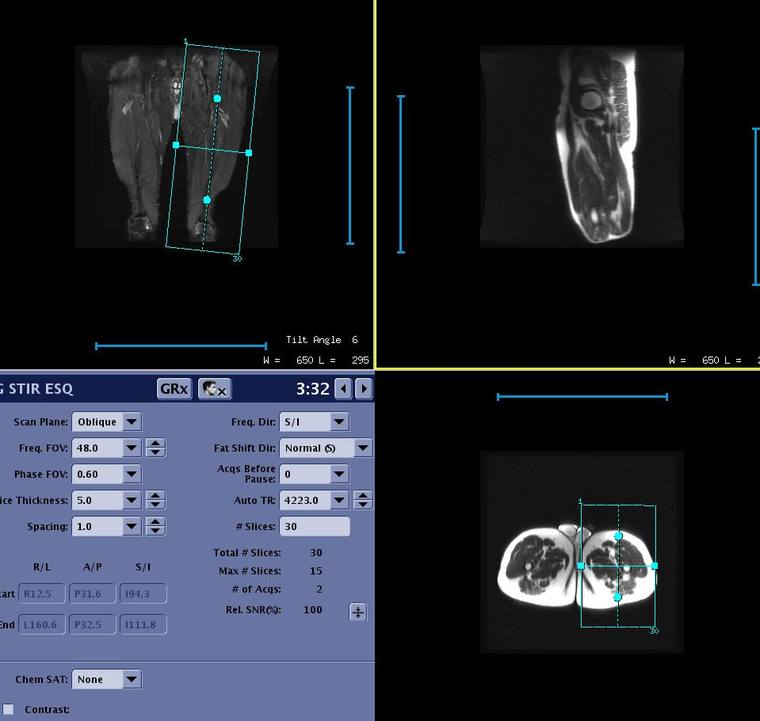 1
30
Tilt Angle 6
W = 650 L = 295
W = 650 L = 2
G STIR ESQ GRx 3:32
Scan Plane: Oblique Freq. Dir: S/I
Freq. FOV: 48.0 Fat Shift Dir: Normal (S)
Phase FOV: 0.60 Acqs Before Pause: 0
ice Thickness: 5.0 Auto TR: 4223.0
Spacing: 1.0 # Slices: 30
Total # Slices: 30
R/L A/P S/I Max # Slices: 15
art R12.5 P31.6 I94.3 # of Acqs: 2
Rel. SNR(%): 100
End L160.6 P32.5 I111.8
Chem SAT: None
Contrast:
1
30